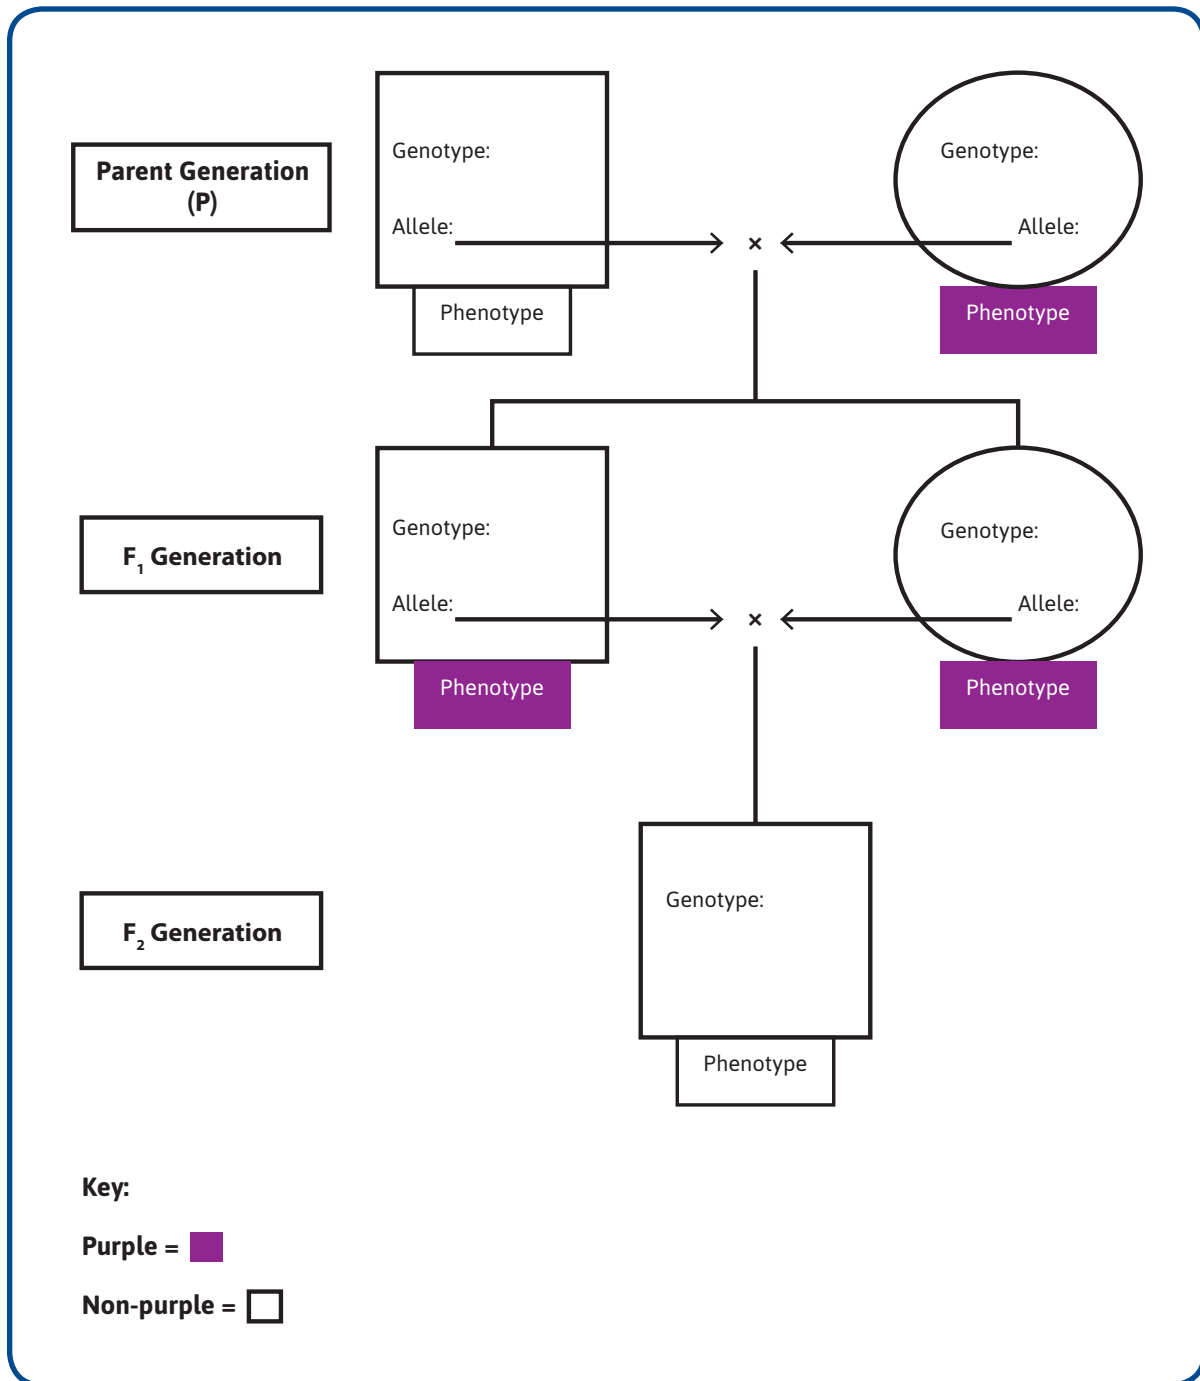 Parent Generation
(P)
Genotype:
Genotype:
Allele:
×
Allele:
Phenotype
Phenotype
F₁ Generation
Genotype:
Genotype:
Allele:
×
Allele:
Phenotype
Phenotype
F₂ Generation
Genotype:
Phenotype
Key:
Purple =
Non-purple =